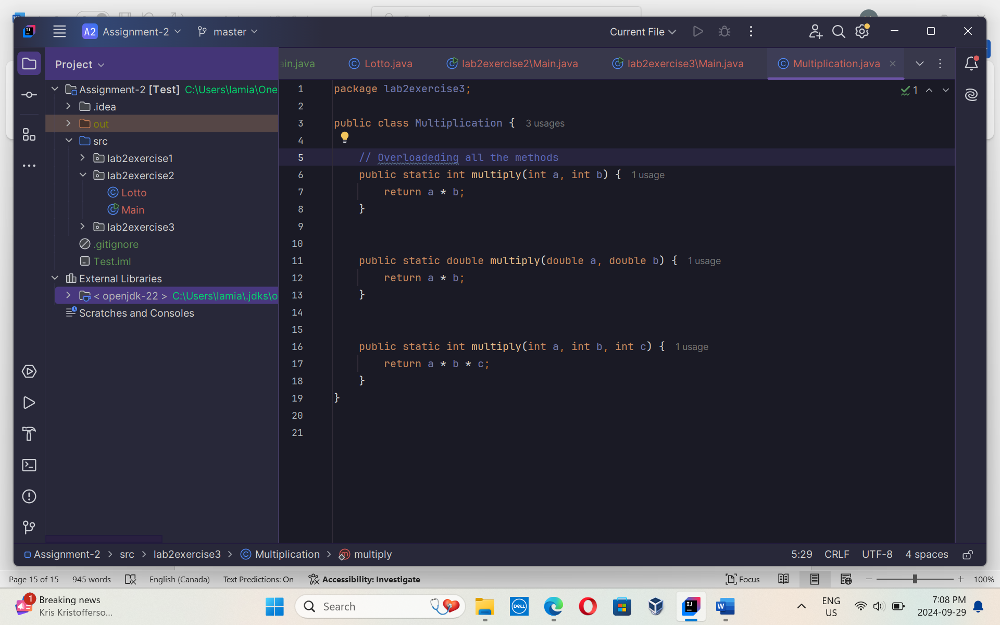 A2 Assignment-2 master Current File
Project
ain.java Lotto.java lab2exercise2\Main.java lab2exercise3\Main.java Multiplication.java
Assignment-2 [Test] C:\Users\lamia\One
.idea
out
src
lab2exercise1
lab2exercise2
Lotto
Main
lab2exercise3
.gitignore
Test.iml
External Libraries
< openjdk-22 > C:\Users\lamia\.jdks\o
Scratches and Consoles
1 package lab2exercise3;
2
3 public class Multiplication { 3 usages
4
5 // Overloadeding all the methods
6 public static int multiply(int a, int b) { 1 usage
7 return a * b;
8 }
9
10
11 public static double multiply(double a, double b) { 1 usage
12 return a * b;
13 }
14
15
16 public static int multiply(int a, int b, int c) { 1 usage
17 return a * b * c;
18 }
19 }
20
21
1
Assignment-2 > src > lab2exercise3 > Multiplication > multiply 5:29 CRLF UTF-8 4 spaces
Page 15 of 15 945 words English (Canada) Text Predictions: On Accessibility: Investigate Focus 100%
1 Breaking news
Kris Kristofferso...
Search
DELL
ENG
US
7:08 PM
2024-09-29